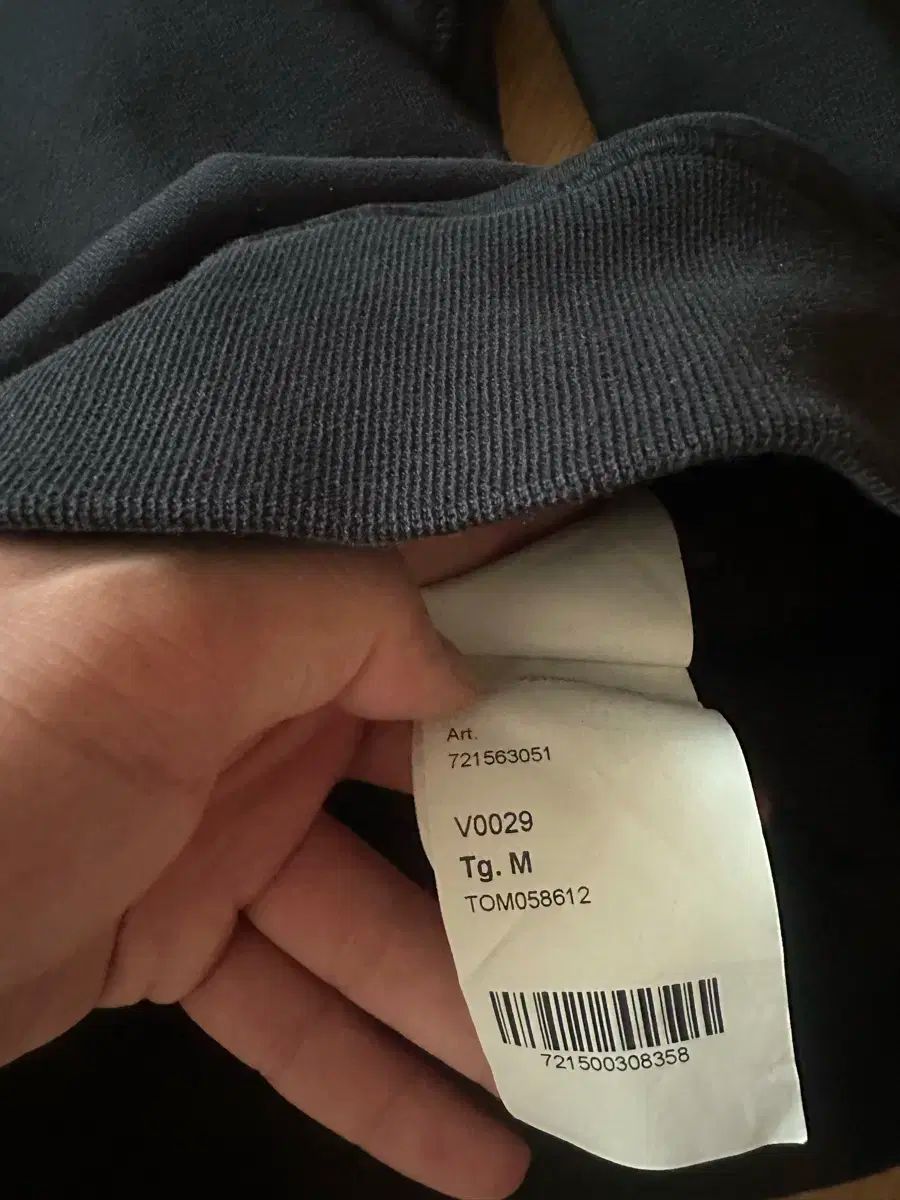 Art.
721563051
V0029
Tg. M
TOM058612
721500308358